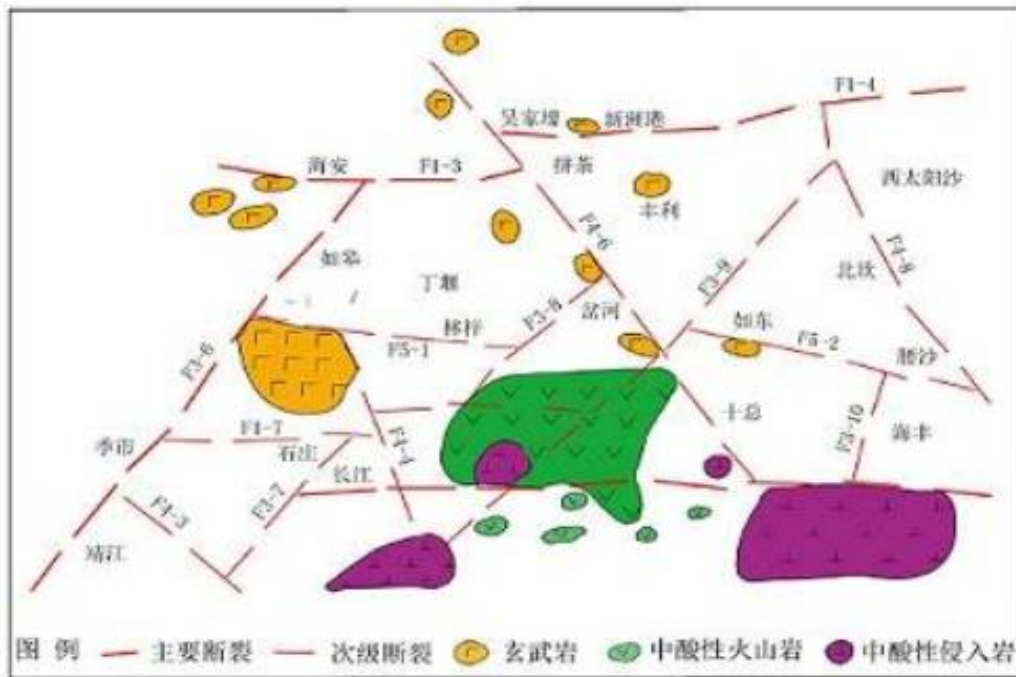 F1-4
吴家墩 新洲港
海安 F1-3 拼茶 西太阳沙
丰利
如皋 F4-6 F3-9 F4-8
丁堰 北坎
林梓 F3-8 岔河 如东
F3-6 F5-1 F5-2 腰沙
季市 F1-7 F4-4 十总 F3-10 海丰
石庄
长江
F3-7
F4-3
靖江
图 例 主要断裂 次级断裂 玄武岩 中酸性火山岩 中酸性侵入岩